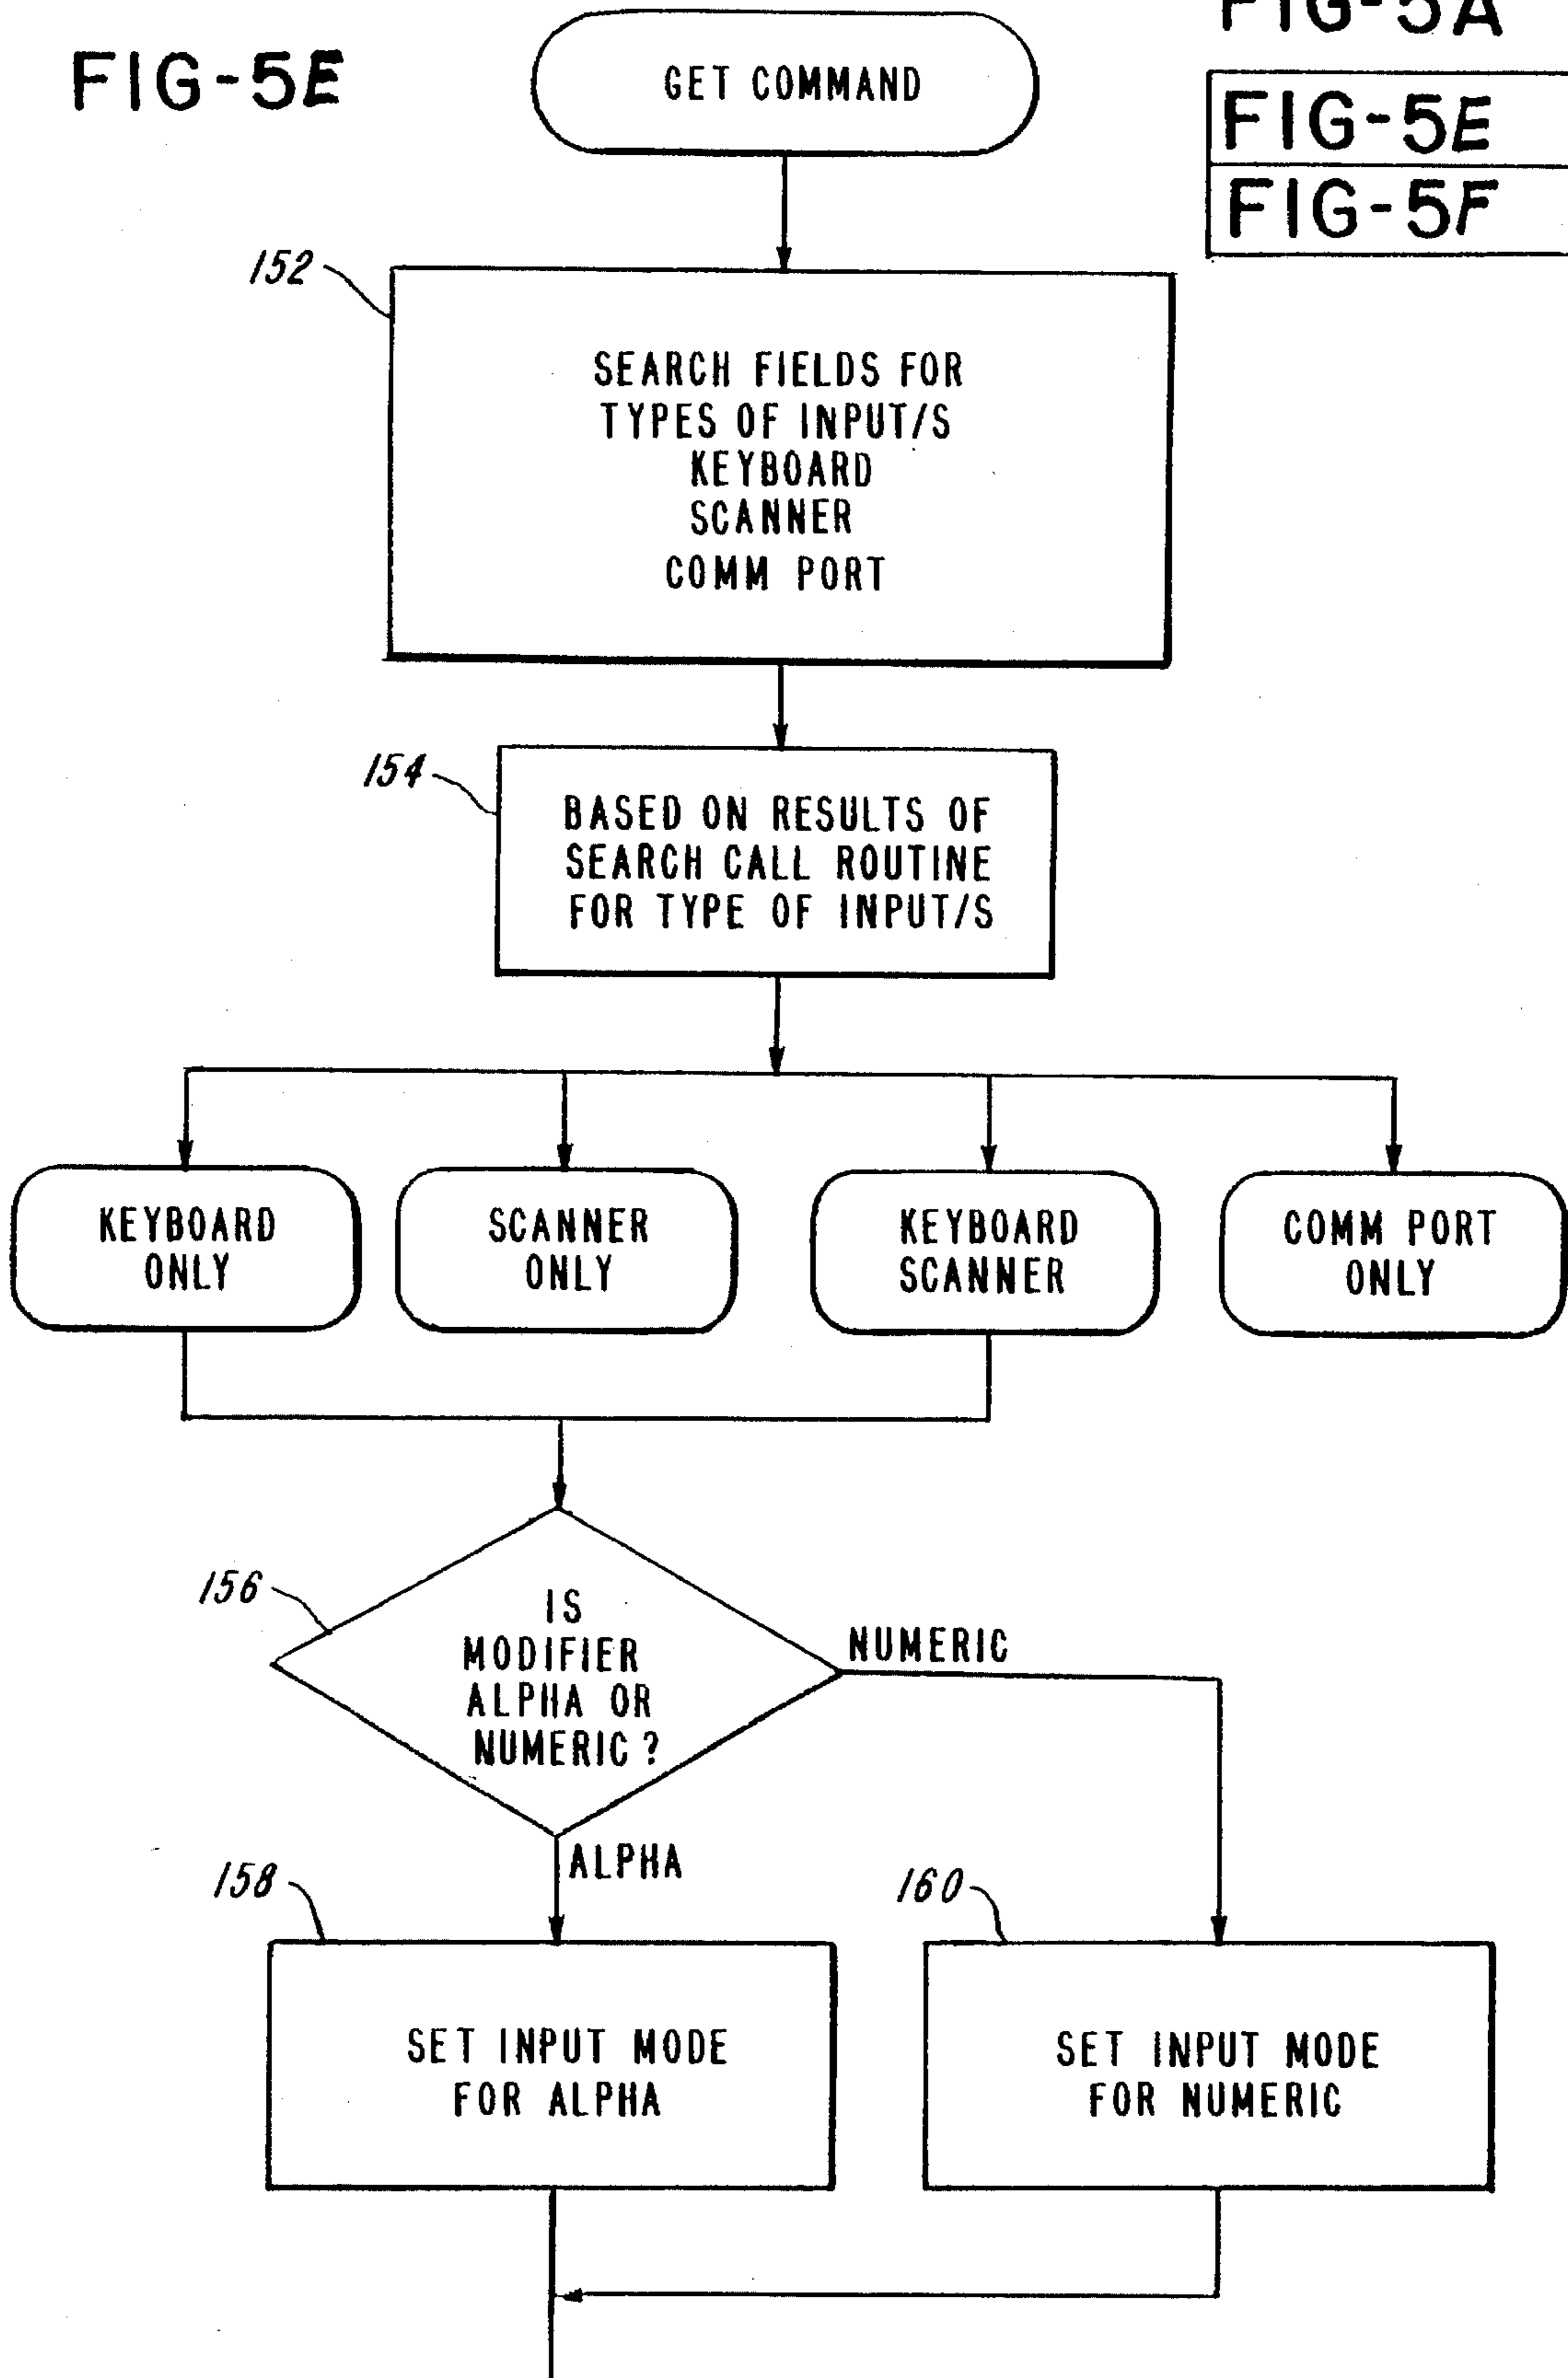 FIG-5E
GET COMMAND
FIG-5A
FIG-5E
FIG-5F
152
SEARCH FIELDS FOR
TYPES OF INPUT/S
KEYBOARD
SCANNER
COMM PORT
154
BASED ON RESULTS OF
SEARCH CALL ROUTINE
FOR TYPE OF INPUT/S
KEYBOARD
ONLY
SCANNER
ONLY
KEYBOARD
SCANNER
COMM PORT
ONLY
156
IS
MODIFIER
ALPHA OR
NUMERIC?
NUMERIC
ALPHA
158
SET INPUT MODE
FOR ALPHA
160
SET INPUT MODE
FOR NUMERIC